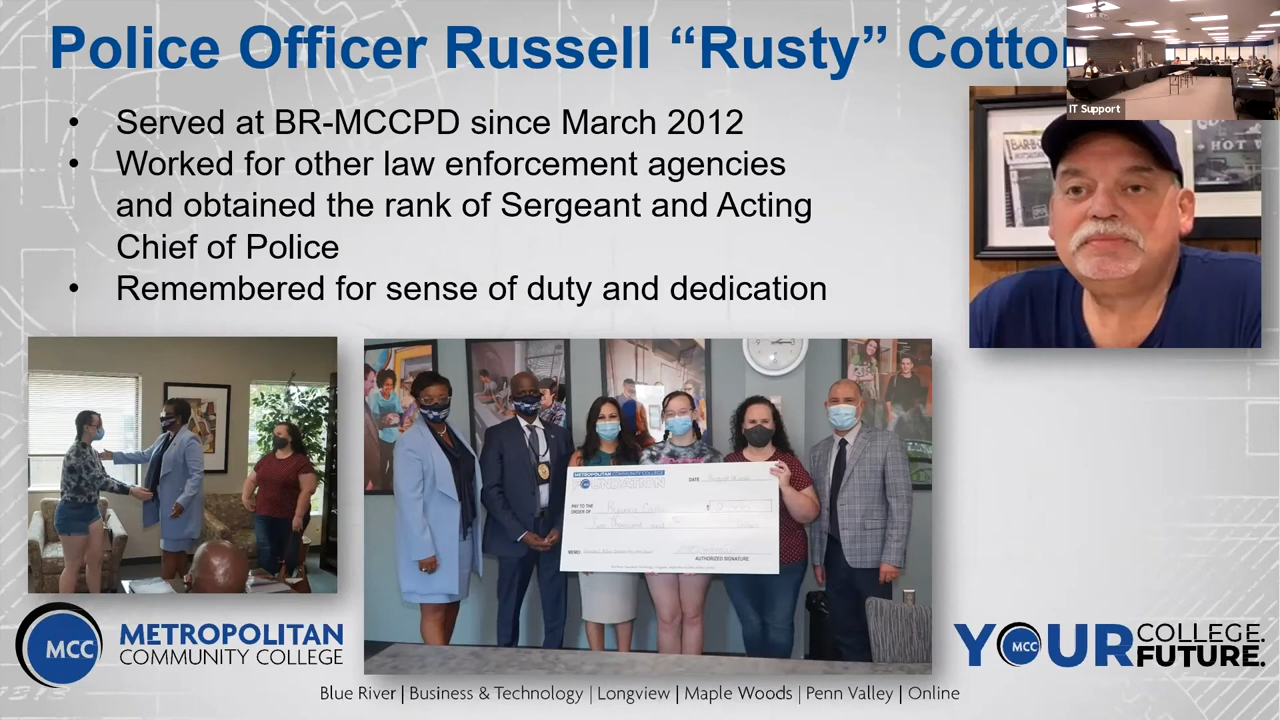 Police Officer Russell “Rusty” Cotto
IT Support
• Served at BR-MCCPD since March 2012
• Worked for other law enforcement agencies
and obtained the rank of Sergeant and Acting
Chief of Police
• Remembered for sense of duty and dedication
METROPOLITAN COMMUNITY COLLEGE
FOUNDATION
DATE
PAY TO THE
ORDER OF
$
MEMO:
AUTHORIZED SIGNATURE
MCC
METROPOLITAN
COMMUNITY COLLEGE
YOUR COLLEGE.
MCC
FUTURE.
Blue River | Business & Technology | Longview | Maple Woods | Penn Valley | Online